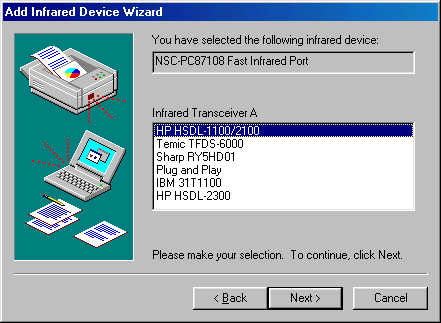 Add Infrared Device Wizard
You have selected the following infrared device:
NSC-PC87108 Fast Infrared Port
Infrared Transceiver A
HP HSDL-1100/2100
Temic TFDS-6000
Sharp RY5HD01
Plug and Play
IBM 31T1100
HP HSDL-2300
Please make your selection.  To continue, click Next.
< Back
Next >
Cancel